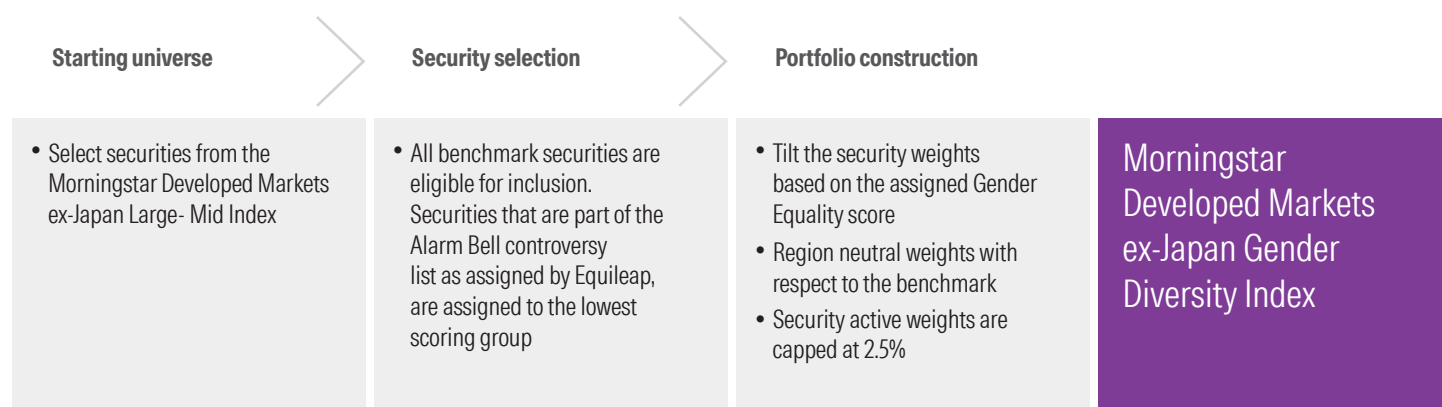 Starting universe
Security selection
Portfolio construction
• Select securities from the
Morningstar Developed Markets
ex-Japan Large- Mid Index
• All benchmark securities are
eligible for inclusion.
Securities that are part of the
Alarm Bell controversy
list as assigned by Equileap,
are assigned to the lowest
scoring group
• Tilt the security weights
based on the assigned Gender
Equality score
• Region neutral weights with
respect to the benchmark
• Security active weights are
capped at 2.5%
Morningstar
Developed Markets
ex-Japan Gender
Diversity Index